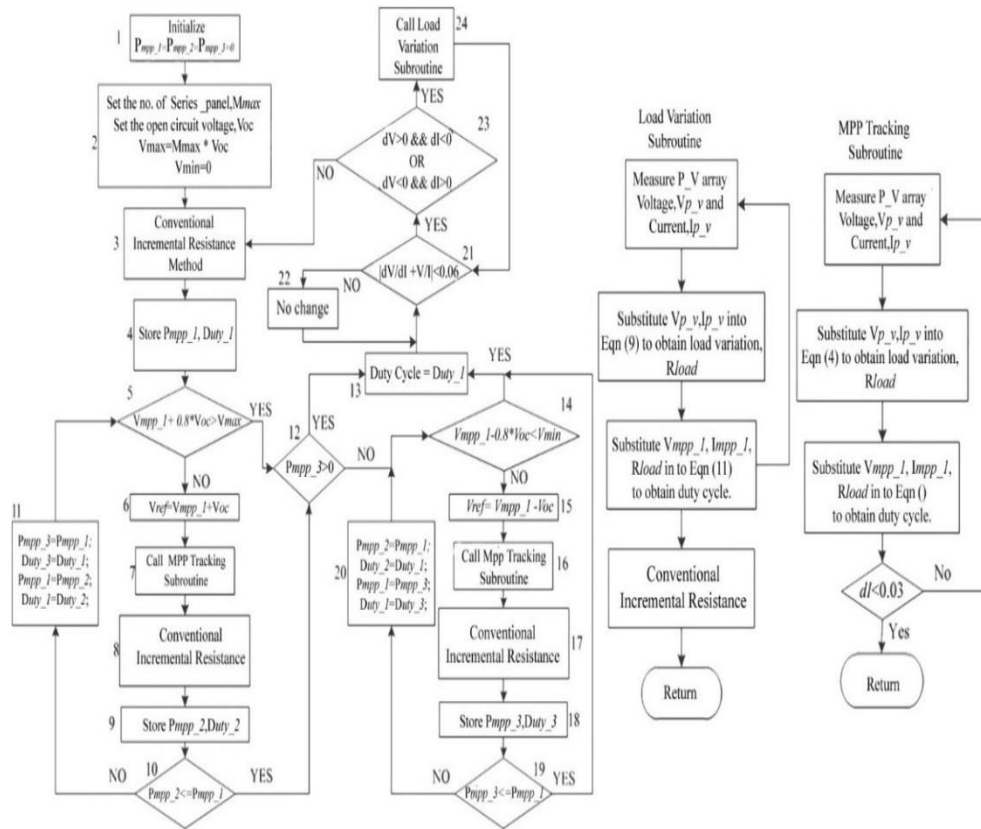 1
Initialize
Pmpp_1=Pmpp_2=Pmpp_3=0
2
Set the no. of Series _panel,Mmax
Set the open circuit voltage,Voc
Vmax=Mmax * Voc
Vmin=0
3
Conventional
Incremental Resistance
Method
4
Store Pmpp_1, Duty_1
5
Vmpp_1+ 0.8*Voc>Vmax
YES
NO
6
Vref=Vmpp_1+Voc
7
Call MPP Tracking
Subroutine
8
Conventional
Incremental Resistance
9
Store Pmpp_2,Duty_2
10
NO
YES
Pmpp_2<=Pmpp_1
11
Pmpp_3=Pmpp_1;
Duty_3=Duty_1;
Pmpp_1=Pmpp_2;
Duty_1=Duty_2;
12
YES
Pmpp_3>0
NO
24
Call Load
Variation
Subroutine
YES
23
dV>0 && dI<0
OR
dV<0 && dI>0
NO
YES
21
|dV/dI +V/I|<0.06
NO
22
No change
YES
Duty Cycle = Duty_1
13
14
Vmpp_1-0.8*Voc<Vmin
NO
Vref= Vmpp_1 -Voc
15
Call Mpp Tracking
Subroutine
16
Conventional
Incremental Resistance
17
Store Pmpp_3,Duty_3
18
19
NO
YES
Pmpp_3<=Pmpp_1
20
Pmpp_2=Pmpp_1;
Duty_2=Duty_1;
Pmpp_1=Pmpp_3;
Duty_1=Duty_3;
Load Variation
Subroutine
Measure P_V array
Voltage,Vp_v and
Current,Ip_v
Substitute Vp_v,Ip_v into
Eqn (9) to obtain load variation,
Rload
Substitute Vmpp_1, Impp_1,
Rload in to Eqn (11)
to obtain duty cycle.
Conventional
Incremental Resistance
Return
MPP Tracking
Subroutine
Measure P_V array
Voltage,Vp_v and
Current,Ip_v
Substitute Vp_v,Ip_v into
Eqn (4) to obtain load variation,
Rload
Substitute Vmpp_1, Impp_1,
Rload in to Eqn ()
to obtain duty cycle.
dI<0.03
No
Yes
Return